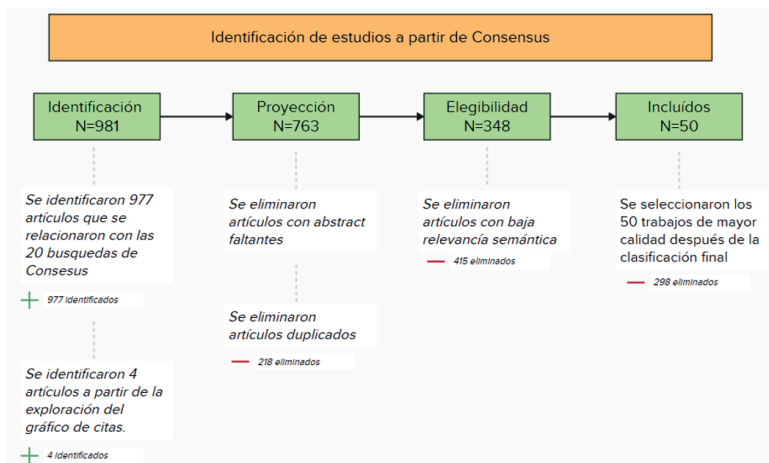 Identificación de estudios a partir de Consensus
Identificación
N=981
Proyección
N=763
Elegibilidad
N=348
Incluídos
N=50
Se identificaron 977
artículos que se
relacionaron con las
20 busquedas de
Consesus
977 identificados
Se identificaron 4
artículos a partir de la
exploración del
gráfico de citas.
4 identificados
Se eliminaron
artículos con abstract
faltantes
Se eliminaron
artículos duplicados
218 eliminados
Se eliminaron
artículos con baja
relevancía semántica
415 eliminados
Se seleccionaron los
50 trabajos de mayor
calidad después de la
clasificación final
298 eliminados